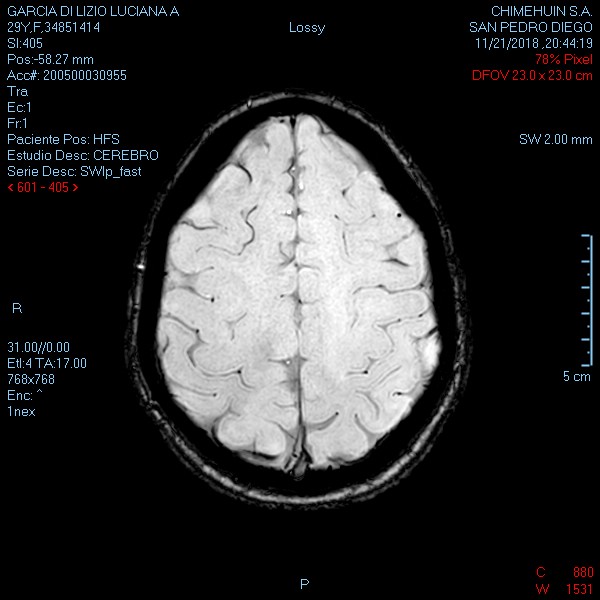 GARCIA DI LIZIO LUCIANA A
29Y,F,34851414
Sl:405
Pos:-58.27 mm
Acc#: 200500030955
Tra
Ec:1
Fr:1
Paciente Pos: HFS
Estudio Desc: CEREBRO
Serie Desc: SWIp_fast
< 601 - 405 >
Lossy
CHIMEHUIN S.A.
SAN PEDRO DIEGO
11/21/2018 ,20:44:19
78% Pixel
DFOV 23.0 x 23.0 cm
SW 2.00 mm
R
5 cm
31.00//0.00
Etl:4 TA:17.00
768x768
Enc: ^
1nex
P
C 880
W 1531